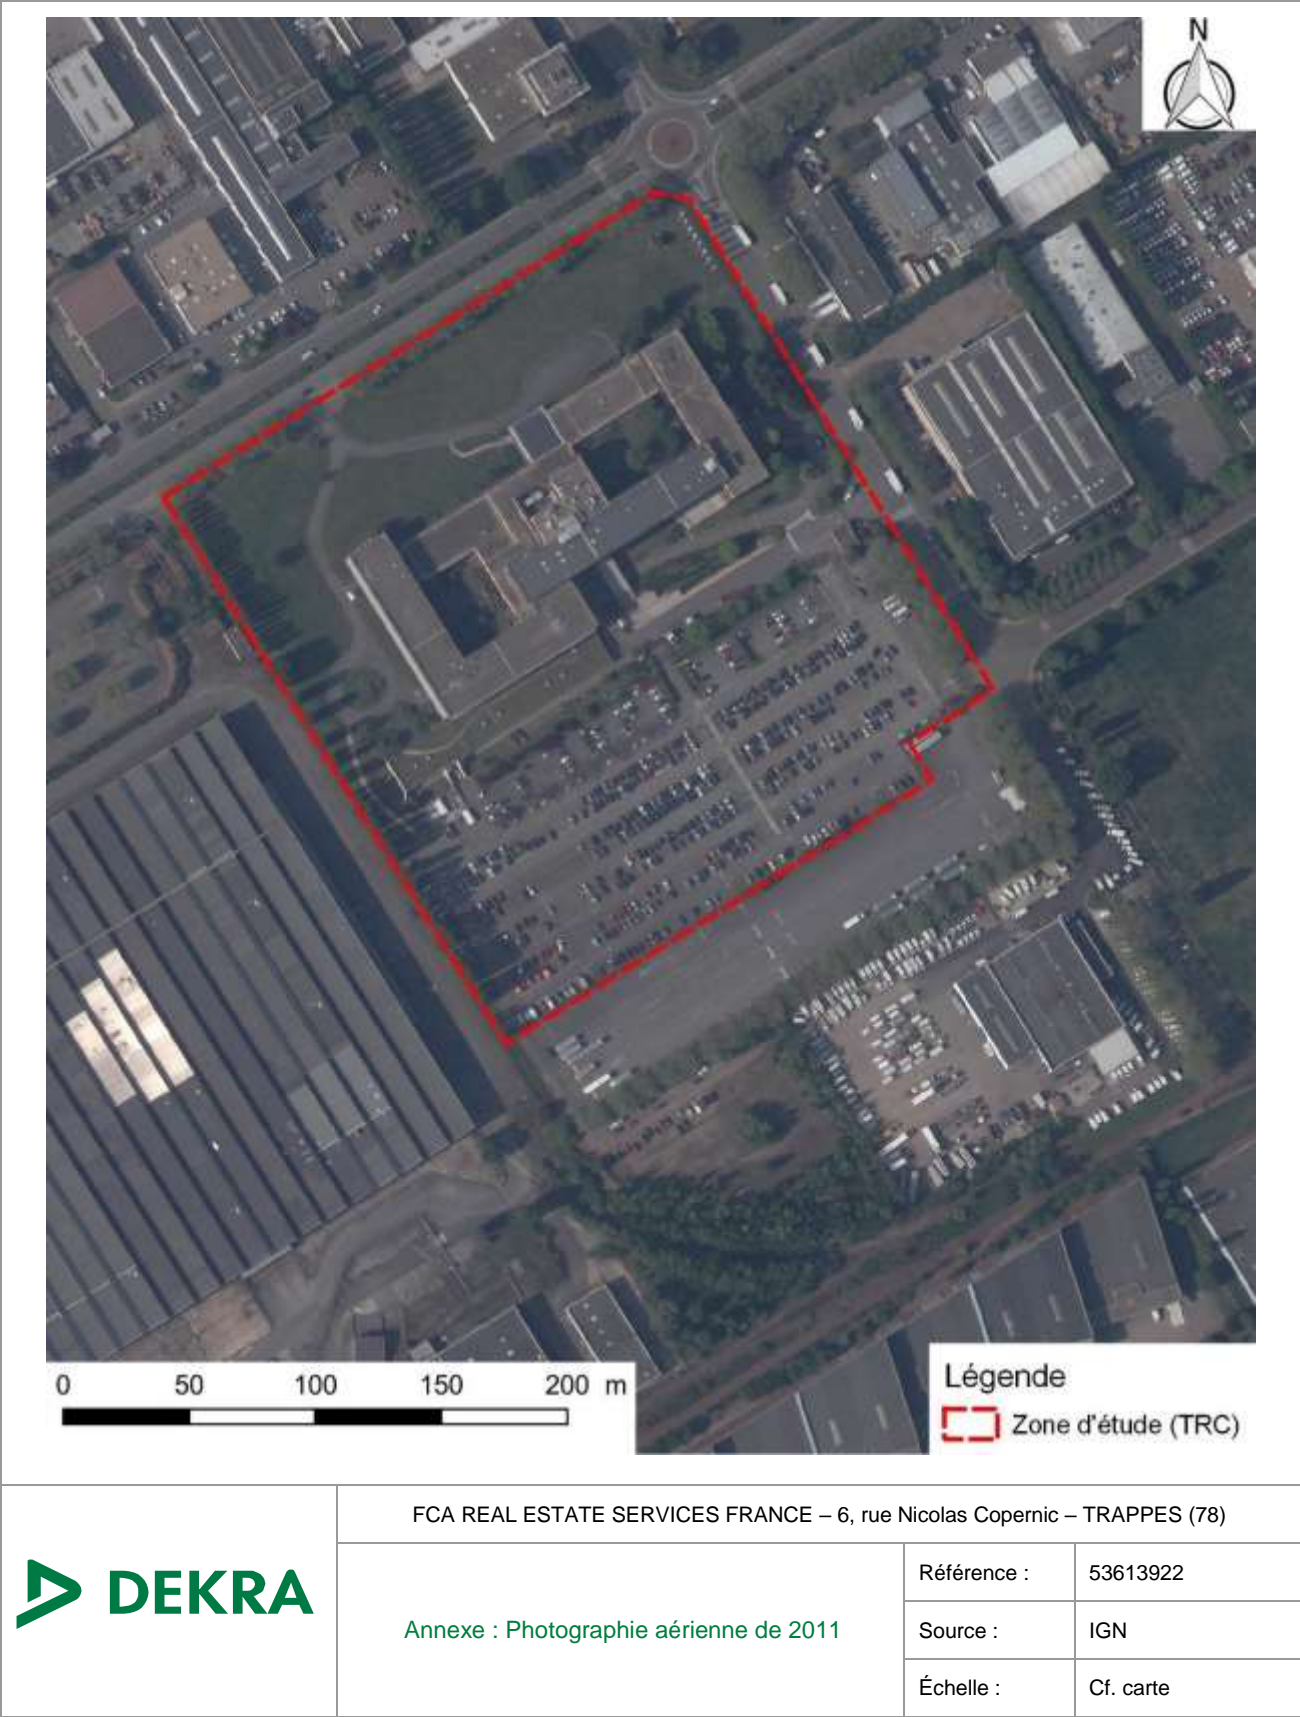 N
0 50 100 150 200 m
Légende
Zone d'étude (TRC)
DEKRA
FCA REAL ESTATE SERVICES FRANCE – 6, rue Nicolas Copernic – TRAPPES (78)
Annexe : Photographie aérienne de 2011
Référence : 53613922
Source : IGN
Échelle : Cf. carte